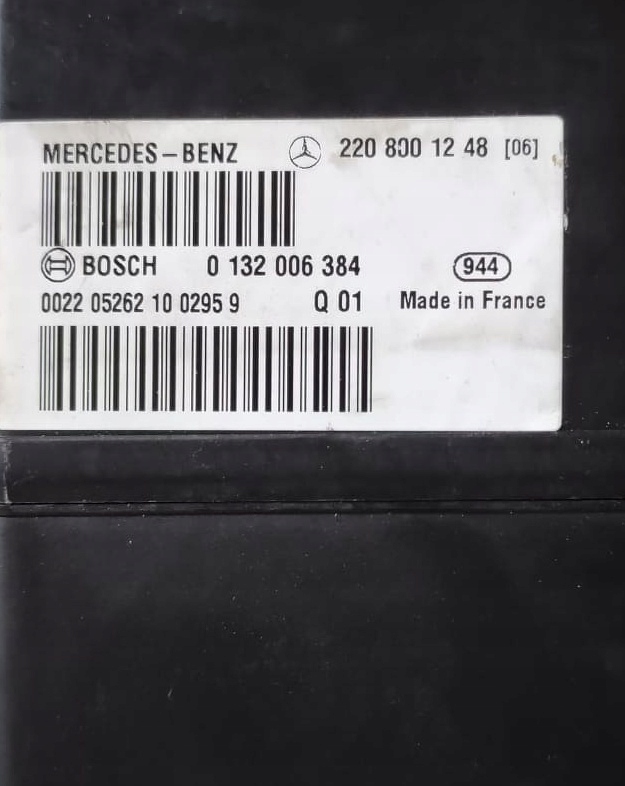 MERCEDES-BENZ 220 800 12 48 [06]
BOSCH 0 132 006 384 944
0022 05262 10 0295 9 Q 01 Made in France